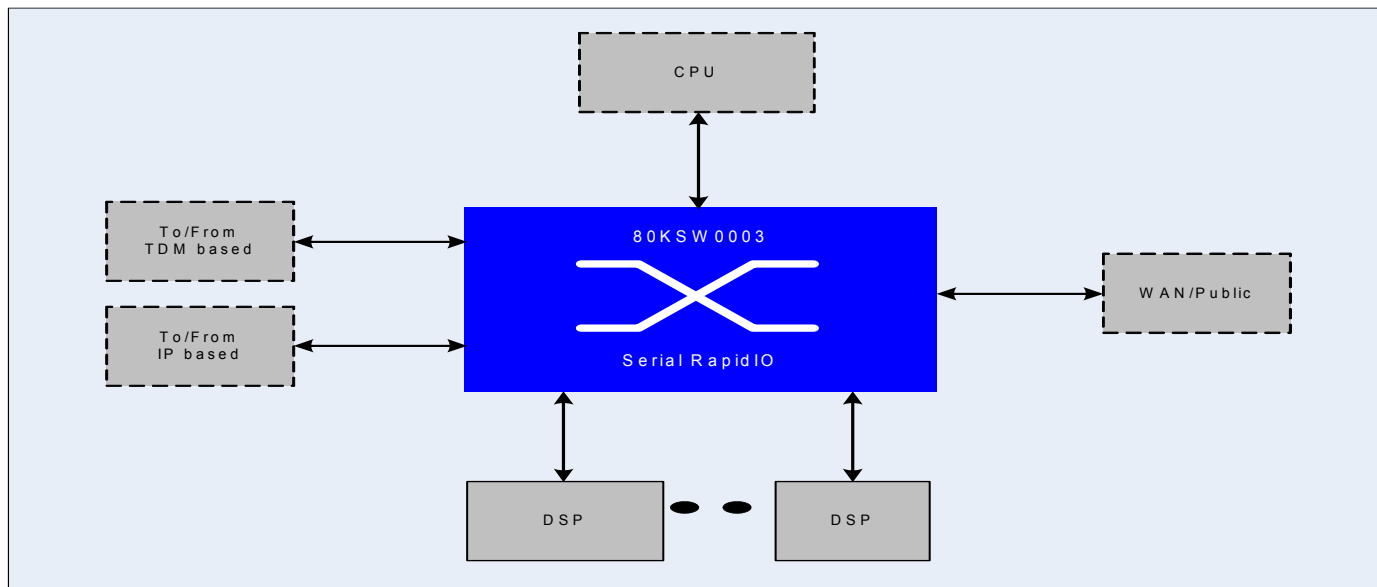 CPU
To/From
TDM based
80KSW0003
WAN/Public
To/From
IP based
Serial RapidIO
DSP
DSP